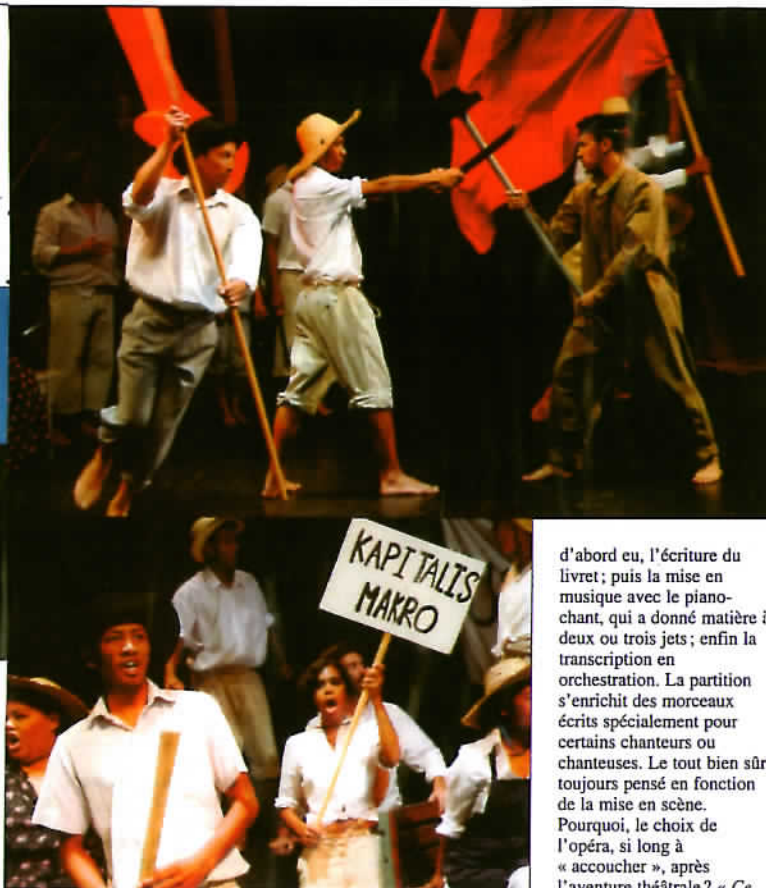 KAPITALIS
MAKRO
d'abord eu, l'écriture du
livret; puis la mise en
musique avec le piano-
chant, qui a donné matière à
deux ou trois jets; enfin la
transcription en
orchestration. La partition
s'enrichit des morceaux
écrits spécialement pour
certains chanteurs ou
chanteuses. Le tout bien sûr
toujours pensé en fonction
de la mise en scène.
Pourquoi, le choix de
l'opéra, si long à
« accoucher », après
l'aventure théâtrale? « Ce